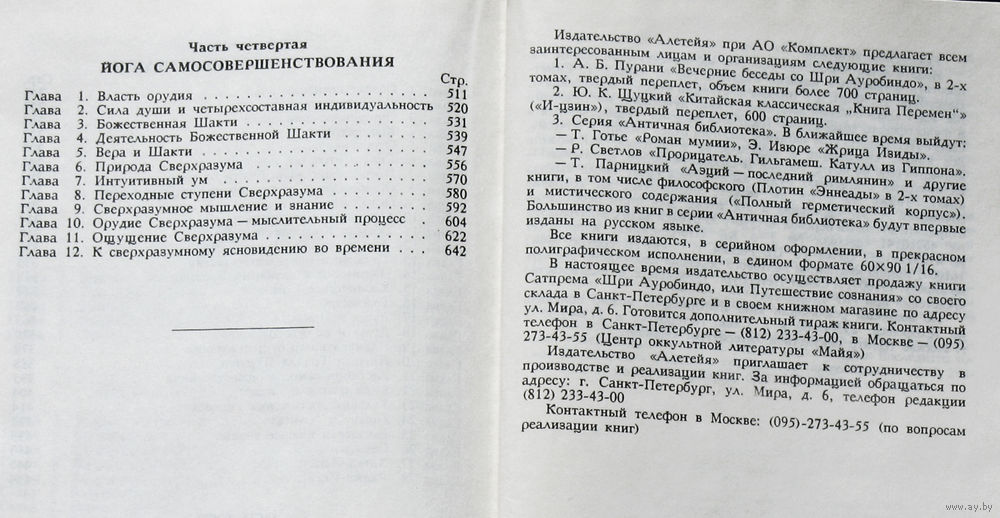 Часть четвертая
ЙОГА САМОСОВЕРШЕНСТВОВАНИЯ
Стр.
Глава 1. Власть орудия . . . . . . . . . . . . . . . . . 511
Глава 2. Сила души и четырехсоставная индивидуальность 520
Глава 3. Божественная Шакти . . . . . . . . . . . . . . 531
Глава 4. Деятельность Божественной Шакти . . . . . . . 539
Глава 5. Вера и Шакти . . . . . . . . . . . . . . . . . 547
Глава 6. Природа Сверхразума . . . . . . . . . . . . . 556
Глава 7. Интуитивный ум . . . . . . . . . . . . . . . . 570
Глава 8. Переходные ступени Сверхразума . . . . . . . . 580
Глава 9. Сверхразумное мышление и знание . . . . . . . 592
Глава 10. Орудие Сверхразума — мыслительный процесс . 604
Глава 11. Ощущение Сверхразума . . . . . . . . . . . . 622
Глава 12. К сверхразумному ясновидению во времени . . . 642
Издательство «Алетейя» при АО «Комплект» предлагает всем
заинтересованным лицам и организациям следующие книги:
1. А. Б. Пурани «Вечерние беседы со Шри Ауробиндо», в 2-х
томах, твердый переплет, объем книги более 700 страниц.
2. Ю. К. Щуцкий «Китайская классическая „Книга Перемен“»
(«И-цзин»), твердый переплет, 600 страниц.
3. Серия «Античная библиотека». В ближайшее время выйдут:
— Т. Готье «Роман мумии», Э. Изюре «Жрица Изиды».
— Р. Светлов «Прорицатель. Гильгамеш. Катулл из Гиппона».
— Т. Парницкий «Аэций — последний римлянин» и другие
книги, в том числе философской (Плотин «Эннеады» в 2-х томах)
и мистического содержания («Полный герметический корпус»).
Большинство из книг в серии «Античная библиотека» будут впервые
изданы на русском языке.
Все книги издаются, в серийном оформлении, в прекрасном
полиграфическом исполнении, в едином формате 60×90 1/16.
В настоящее время издательство осуществляет продажу книги
Сатпрема «Шри Ауробиндо, или Путешествие сознания» со своего
склада в Санкт-Петербурге и в своем книжном магазине по адресу
ул. Мира, д. 6. Готовится дополнительный тираж книги. Контактный
телефон в Санкт-Петербурге — (812) 233-43-00, в Москве — (095)
273-43-55 (Центр оккультной литературы «Майя»)
Издательство «Алетейя» приглашает к сотрудничеству в
производстве и реализации книг. За информацией обращаться по
адресу: г. Санкт-Петербург, ул. Мира, д. 6, телефон редакции
(812) 233-43-00
Контактный телефон в Москве: (095)-273-43-55 (по вопросам
реализации книг)
www.ay.by